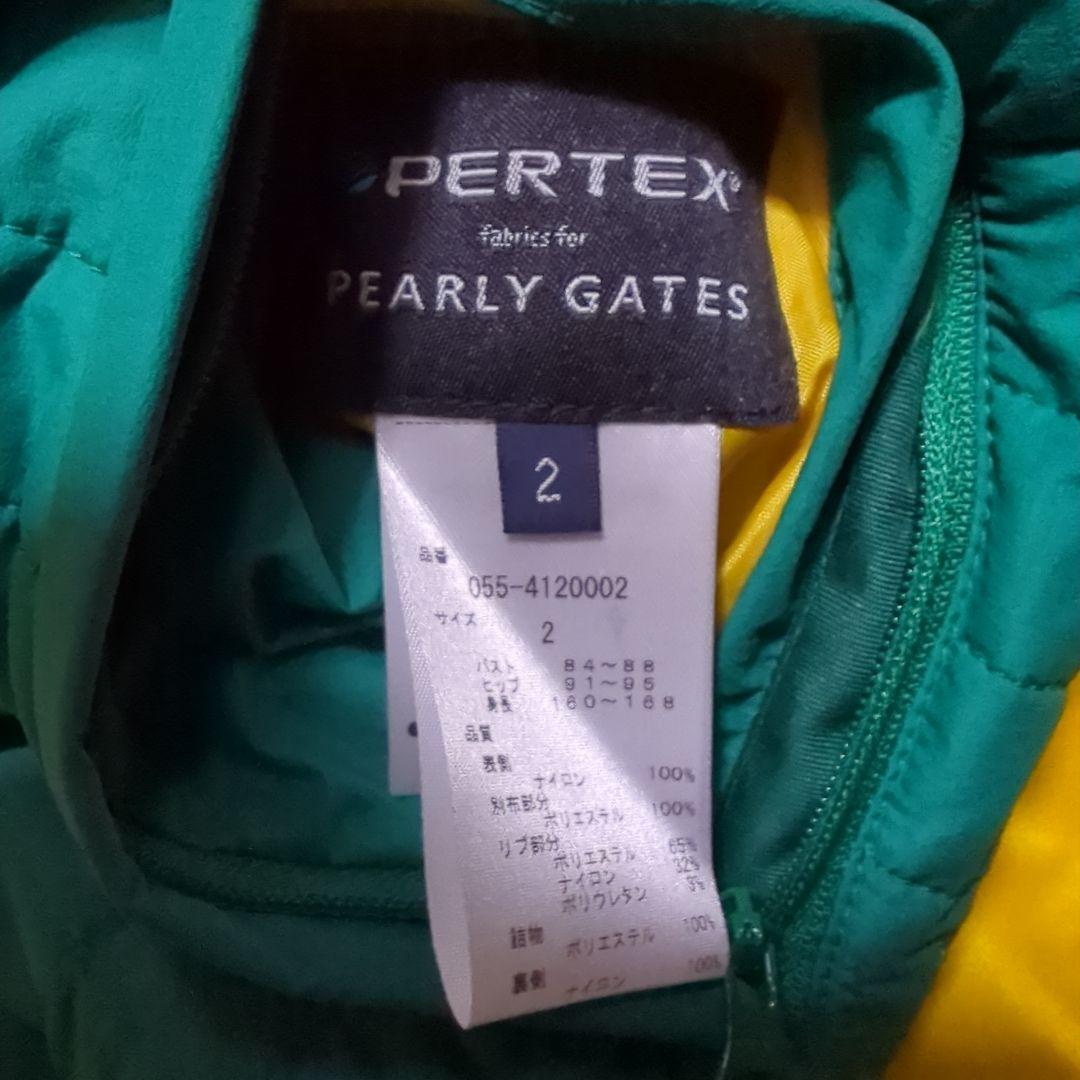 PERTEX®
fabrics for
PEARLY GATES
2
品番
055-4120002
サイズ
2
バスト 84～88
ヒップ 91～95
身長 160～168
品質
表側
ナイロン 100%
別布部分
ポリエステル 100%
リブ部分
ポリエステル 65%
ナイロン 32%
ポリウレタン 3%
詰物
ポリエステル 100%
裏側
ナイロン 100%